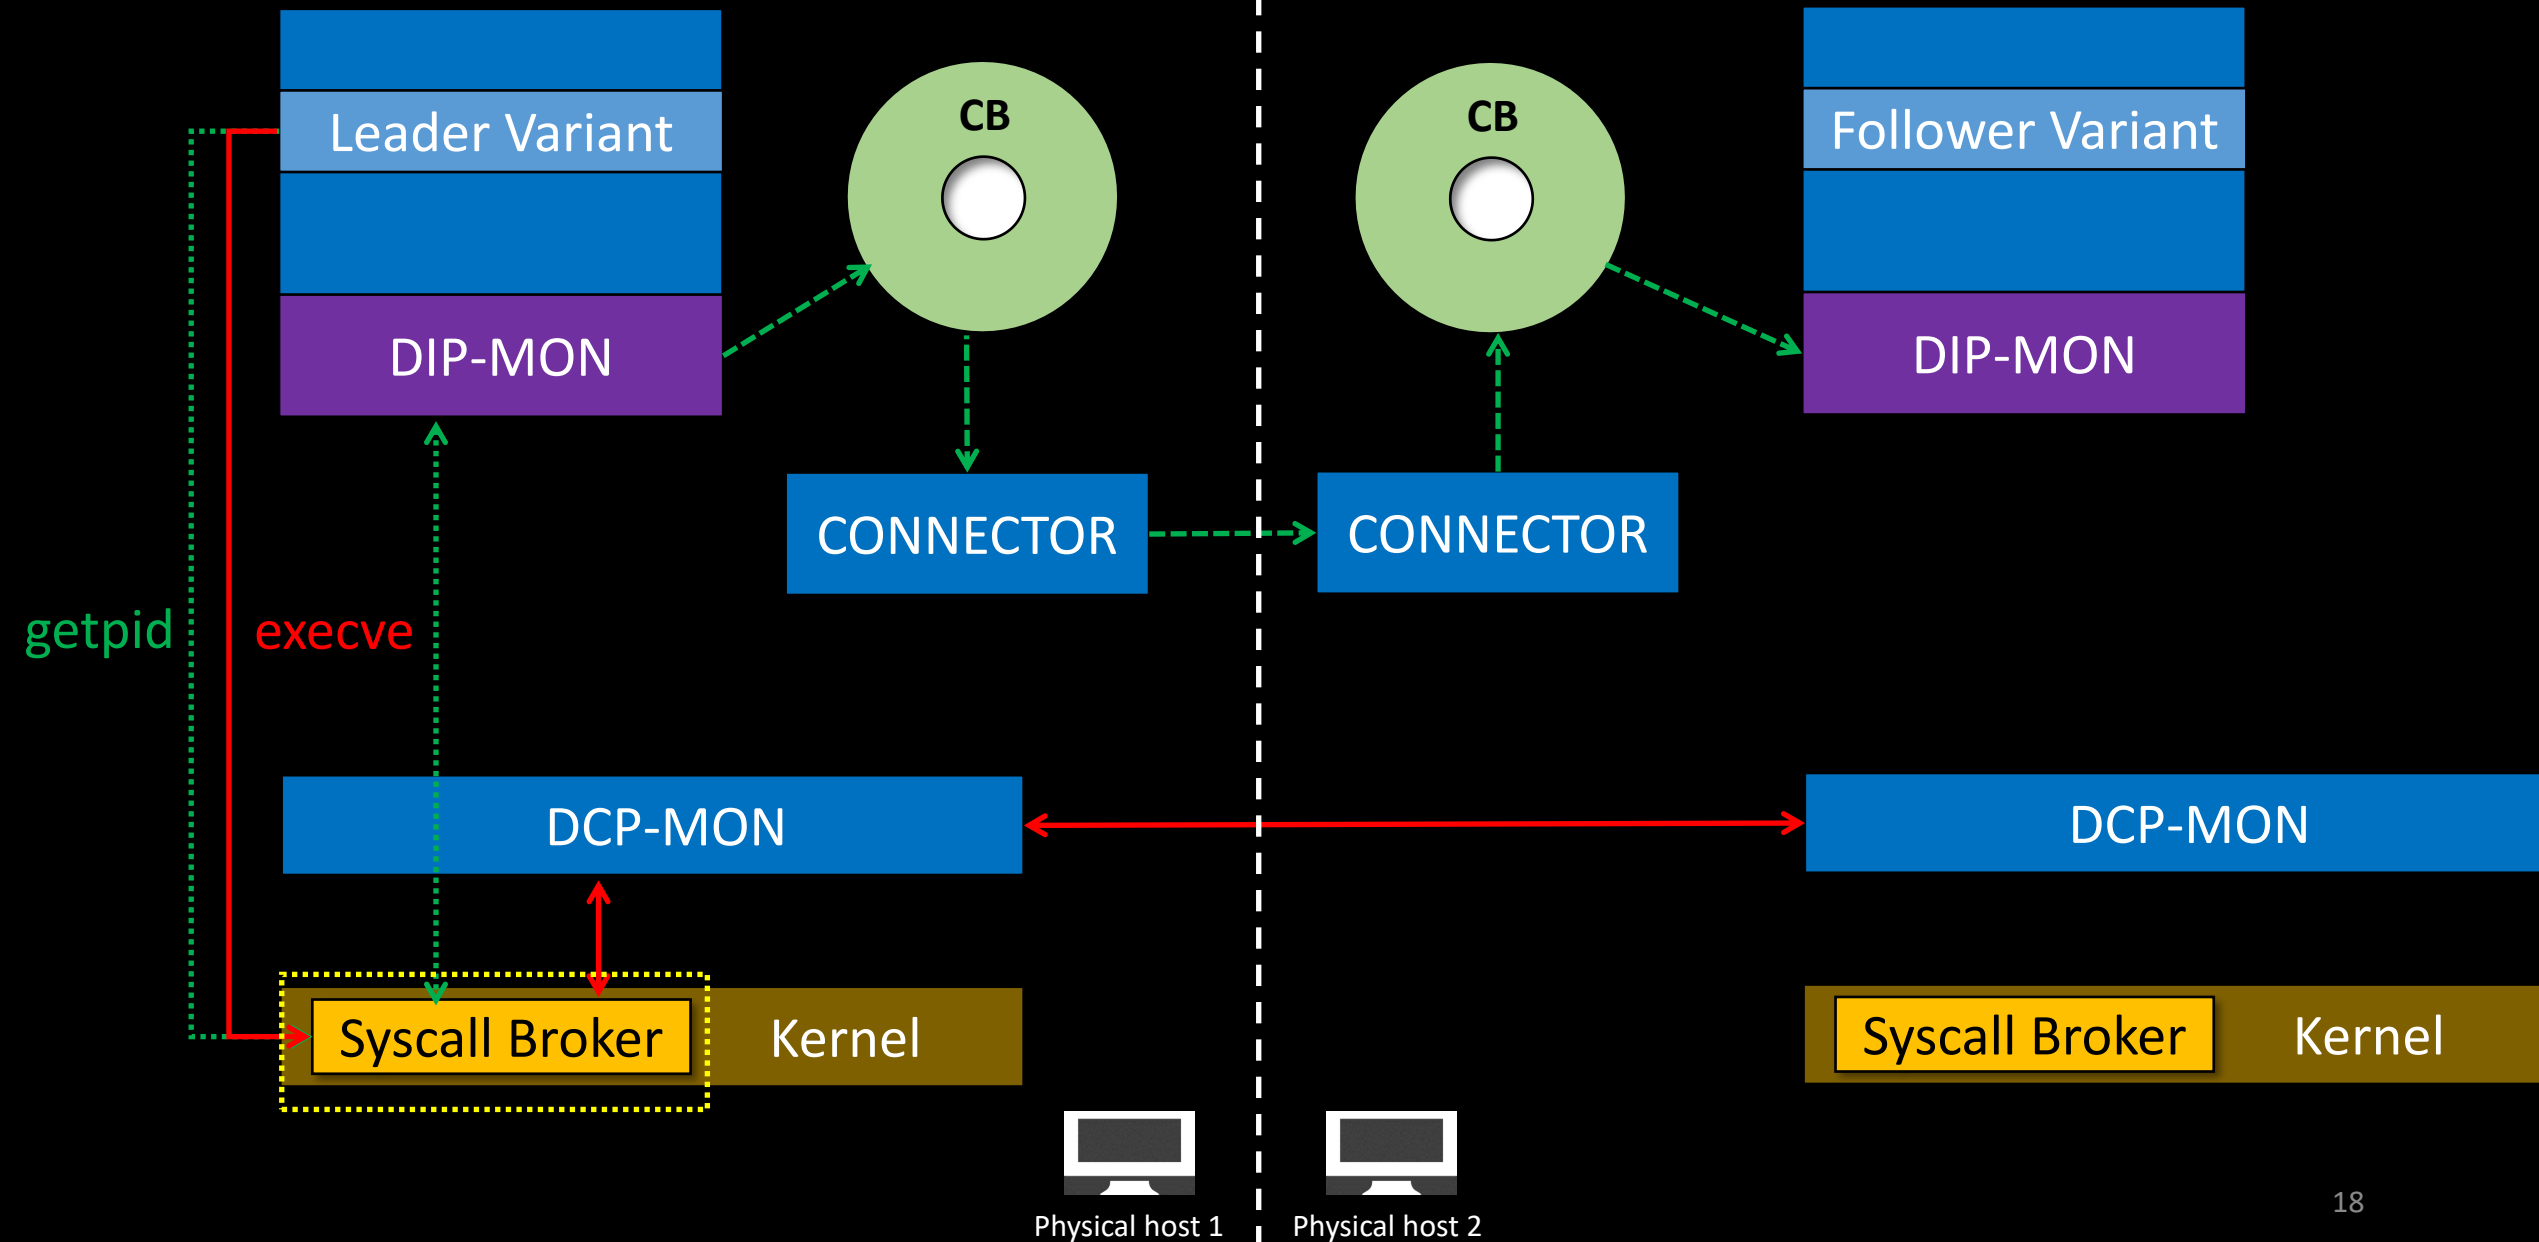 Leader Variant
CB
CB
Follower Variant
DIP-MON
DIP-MON
CONNECTOR
CONNECTOR
getpid
execve
DCP-MON
DCP-MON
Syscall Broker
Kernel
Syscall Broker
Kernel
Physical host 1
Physical host 2
18